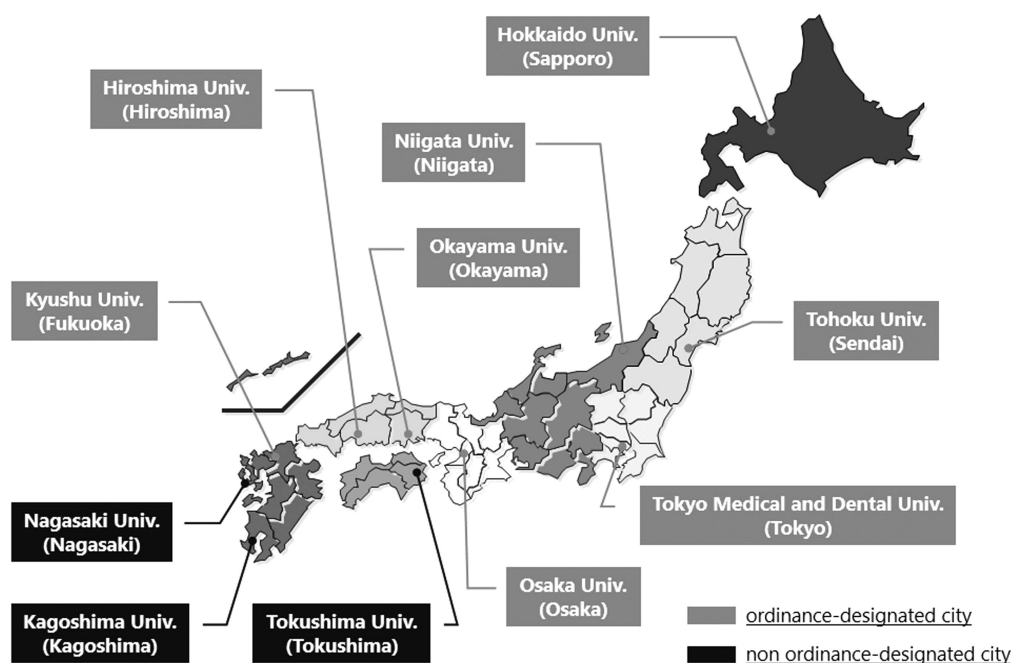 Hokkaido Univ.
(Sapporo)
Hiroshima Univ.
(Hiroshima)
Niigata Univ.
(Niigata)
Okayama Univ.
(Okayama)
Kyushu Univ.
(Fukuoka)
Tohoku Univ.
(Sendai)
Nagasaki Univ.
(Nagasaki)
Tokyo Medical and Dental Univ.
(Tokyo)
Osaka Univ.
(Osaka)
Kagoshima Univ.
(Kagoshima)
Tokushima Univ.
(Tokushima)
ordinance-designated city
non ordinance-designated city